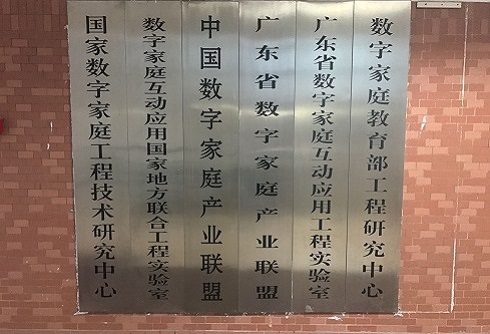 国家数字家庭工程技术研究中心
数字家庭互动应用国家地方联合工程实验室
中国数字家庭产业联盟
广东省数字家庭产业联盟
广东省数字家庭互动应用工程实验室
数字家庭教育部工程研究中心